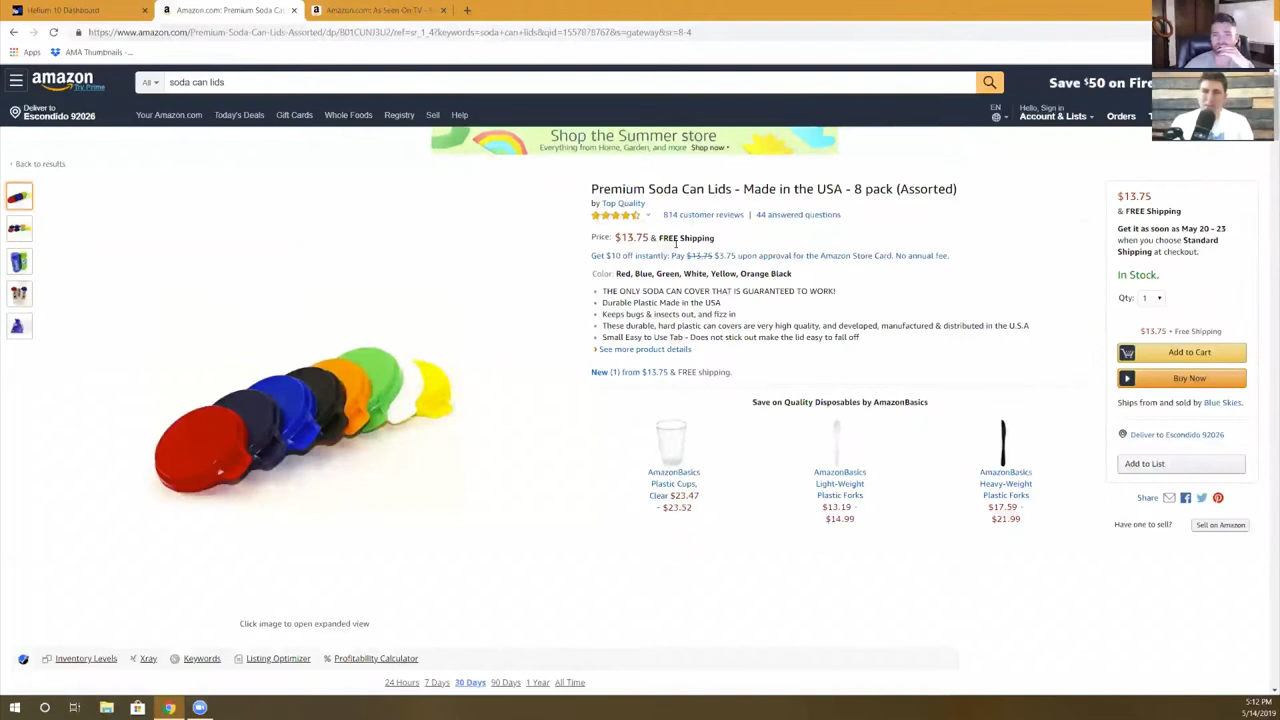 Helium 10 Dashboard
Amazon.com: Premium Soda Ca
Amazon.com: As Seen On TV -
https://www.amazon.com/Premium-Soda-Can-Lids-Assorted/dp/B01CUNJ3U2/ref=sr_1_4?keywords=soda+can+lids&qid=1557878767&s=gateway&sr=8-4
Apps
AMA Thumbnails -...
amazon
Try Prime
All
soda can lids
Save $50 on Fire
Deliver to
Escondido 92026
Your Amazon.com
Today's Deals
Gift Cards
Whole Foods
Registry
Sell
Help
EN
Hello, Sign in
Account & Lists
Orders
Shop the Summer store
Everything from Home, Garden, and more Shop now
‹ Back to results
Premium Soda Can Lids - Made in the USA - 8 pack (Assorted)
by Top Quality
814 customer reviews | 44 answered questions
Price: $13.75 & FREE Shipping
Get $10 off instantly: Pay $13.75 $3.75 upon approval for the Amazon Store Card. No annual fee.
Color: Red, Blue, Green, White, Yellow, Orange Black
• THE ONLY SODA CAN COVER THAT IS GUARANTEED TO WORK!
• Durable Plastic Made in the USA
• Keeps bugs & insects out, and fizz in
• These durable, hard plastic can covers are very high quality, and developed, manufactured & distributed in the U.S.A
• Small Easy to Use Tab - Does not stick out make the lid easy to fall off
› See more product details
New (1) from $13.75 & FREE shipping.
Save on Quality Disposables by AmazonBasics
AmazonBasics
Plastic Cups,
Clear $23.47
- $23.52
AmazonBasics
Light-Weight
Plastic Forks
$13.19 -
$14.99
AmazonBasics
Heavy-Weight
Plastic Forks
$17.59 -
$21.99
$13.75
& FREE Shipping
Get it as soon as May 20 - 23
when you choose Standard
Shipping at checkout.
In Stock.
Qty: 1
$13.75 + Free Shipping
Add to Cart
Buy Now
Ships from and sold by Blue Skies.
Deliver to Escondido 92026
Add to List
Share
Have one to sell?
Sell on Amazon
Click image to open expanded view
Inventory Levels
Xray
Keywords
Listing Optimizer
Profitability Calculator
24 Hours
7 Days
30 Days
90 Days
1 Year
All Time
5:12 PM
5/14/2019